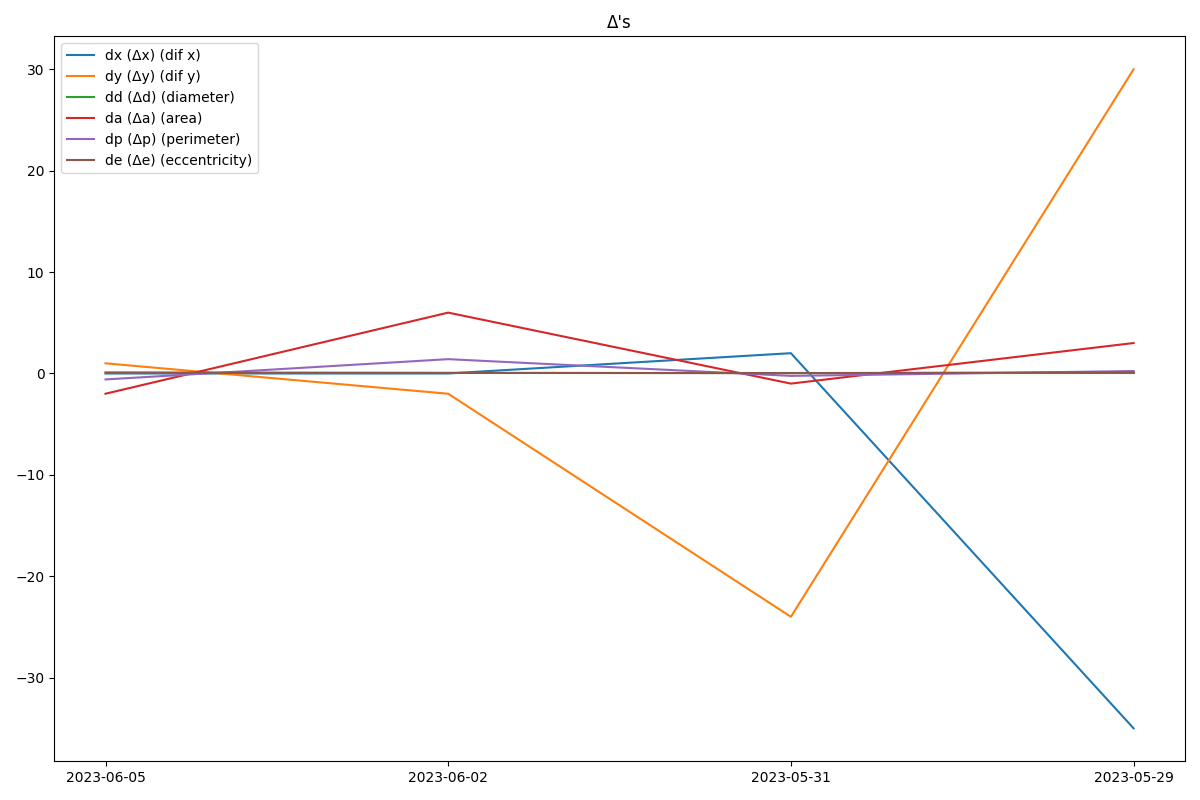 Δ's
dx (Δx) (dif x)
dy (Δy) (dif y)
dd (Δd) (diameter)
da (Δa) (area)
dp (Δp) (perimeter)
de (Δe) (eccentricity)
30
20
10
0
−10
−20
−30
2023-06-05 2023-06-02 2023-05-31 2023-05-29